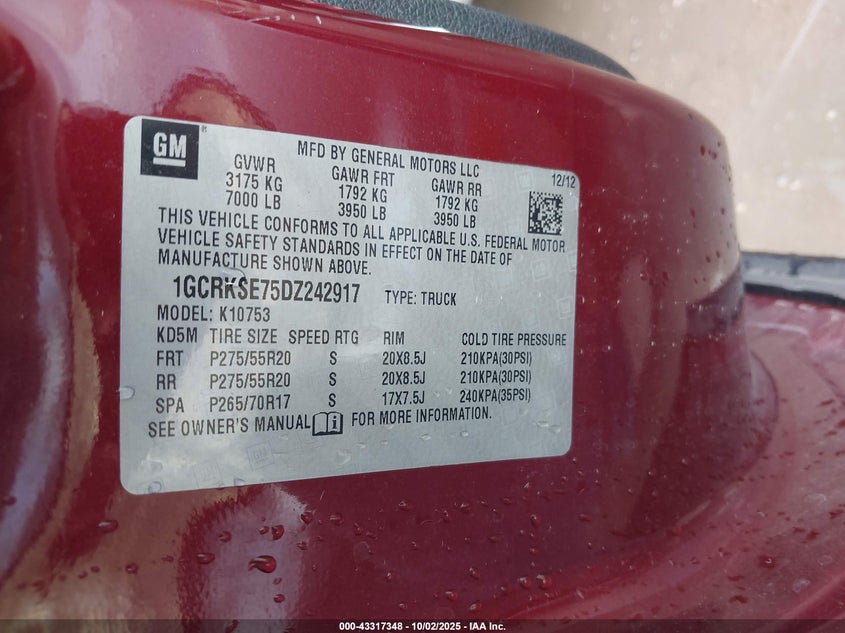 GM
MFD BY GENERAL MOTORS LLC
GVWR GAWR FRT GAWR RR 12/12
3175 KG 1792 KG 1792 KG
7000 LB 3950 LB 3950 LB
THIS VEHICLE CONFORMS TO ALL APPLICABLE U.S. FEDERAL MOTOR
VEHICLE SAFETY STANDARDS IN EFFECT ON THE DATE OF
MANUFACTURE SHOWN ABOVE.
1GCRKSE75DZ242917 TYPE: TRUCK
MODEL: K10753
KD5M TIRE SIZE SPEED RTG RIM COLD TIRE PRESSURE
FRT P275/55R20 S 20X8.5J 210KPA(30PSI)
RR P275/55R20 S 20X8.5J 210KPA(30PSI)
SPA P265/70R17 S 17X7.5J 240KPA(35PSI)
SEE OWNER'S MANUAL FOR MORE INFORMATION.
000-43317348 - 10/02/2025 - IAA Inc.